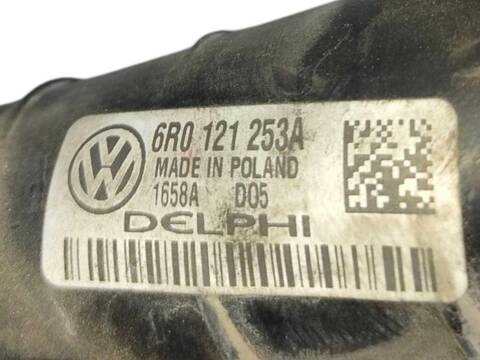 6R0 121 253A
MADE IN POLAND
1658A D05
DELPHI